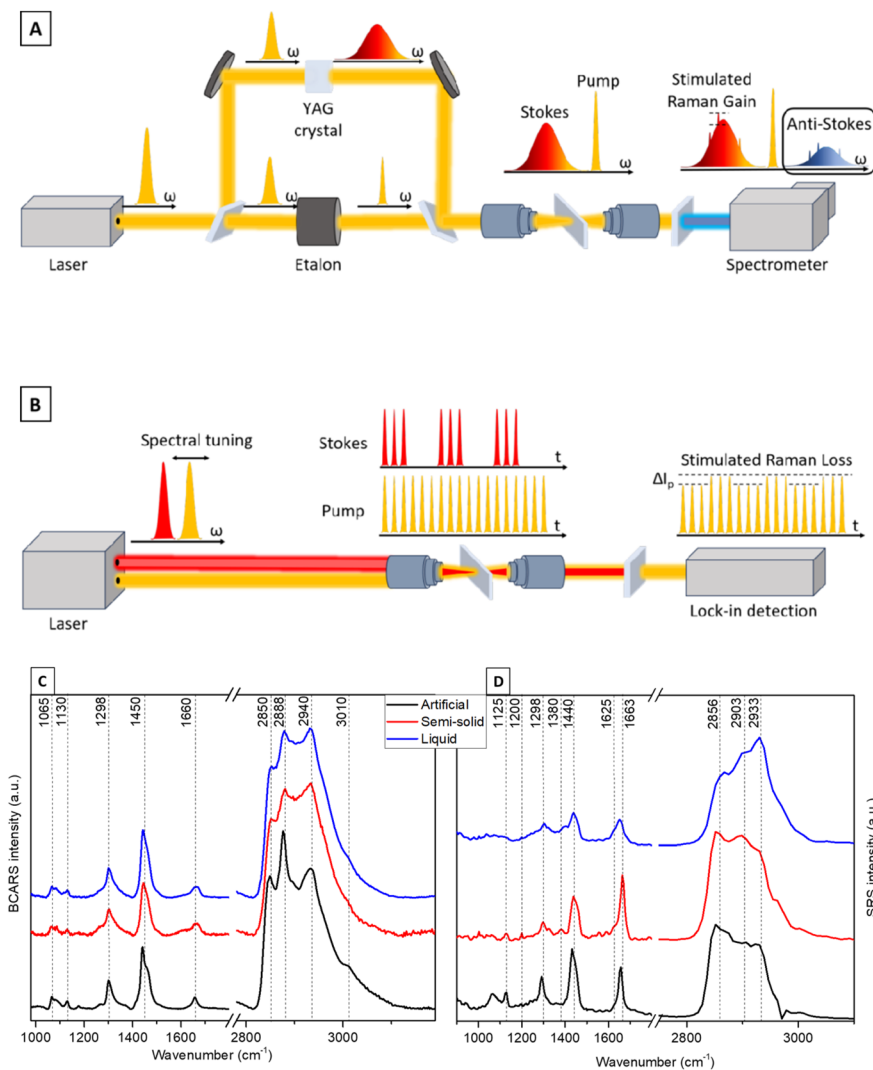 A
ω
ω
ω
YAG
crystal
Stokes
Pump
ω
Stimulated
Raman Gain
Anti-Stokes
ω
ω
ω
ω
Laser
Etalon
Spectrometer
B
Spectral tuning
ω
Stokes
t
Pump
t
Stimulated Raman Loss
ΔIp
t
Laser
Lock-in detection
C
1065
1130
1298
1450
1660
2850
2888
2940
3010
Artificial
Semi-solid
Liquid
BCARS intensity (a.u.)
1000 1200 1400 1600 2800 3000
Wavenumber (cm-1)
D
1125
1200
1298
1380
1440
1625
1663
2856
2903
2933
SRS intensity (a.u.)
1000 1200 1400 1600 2800 3000
Wavenumber (cm-1)